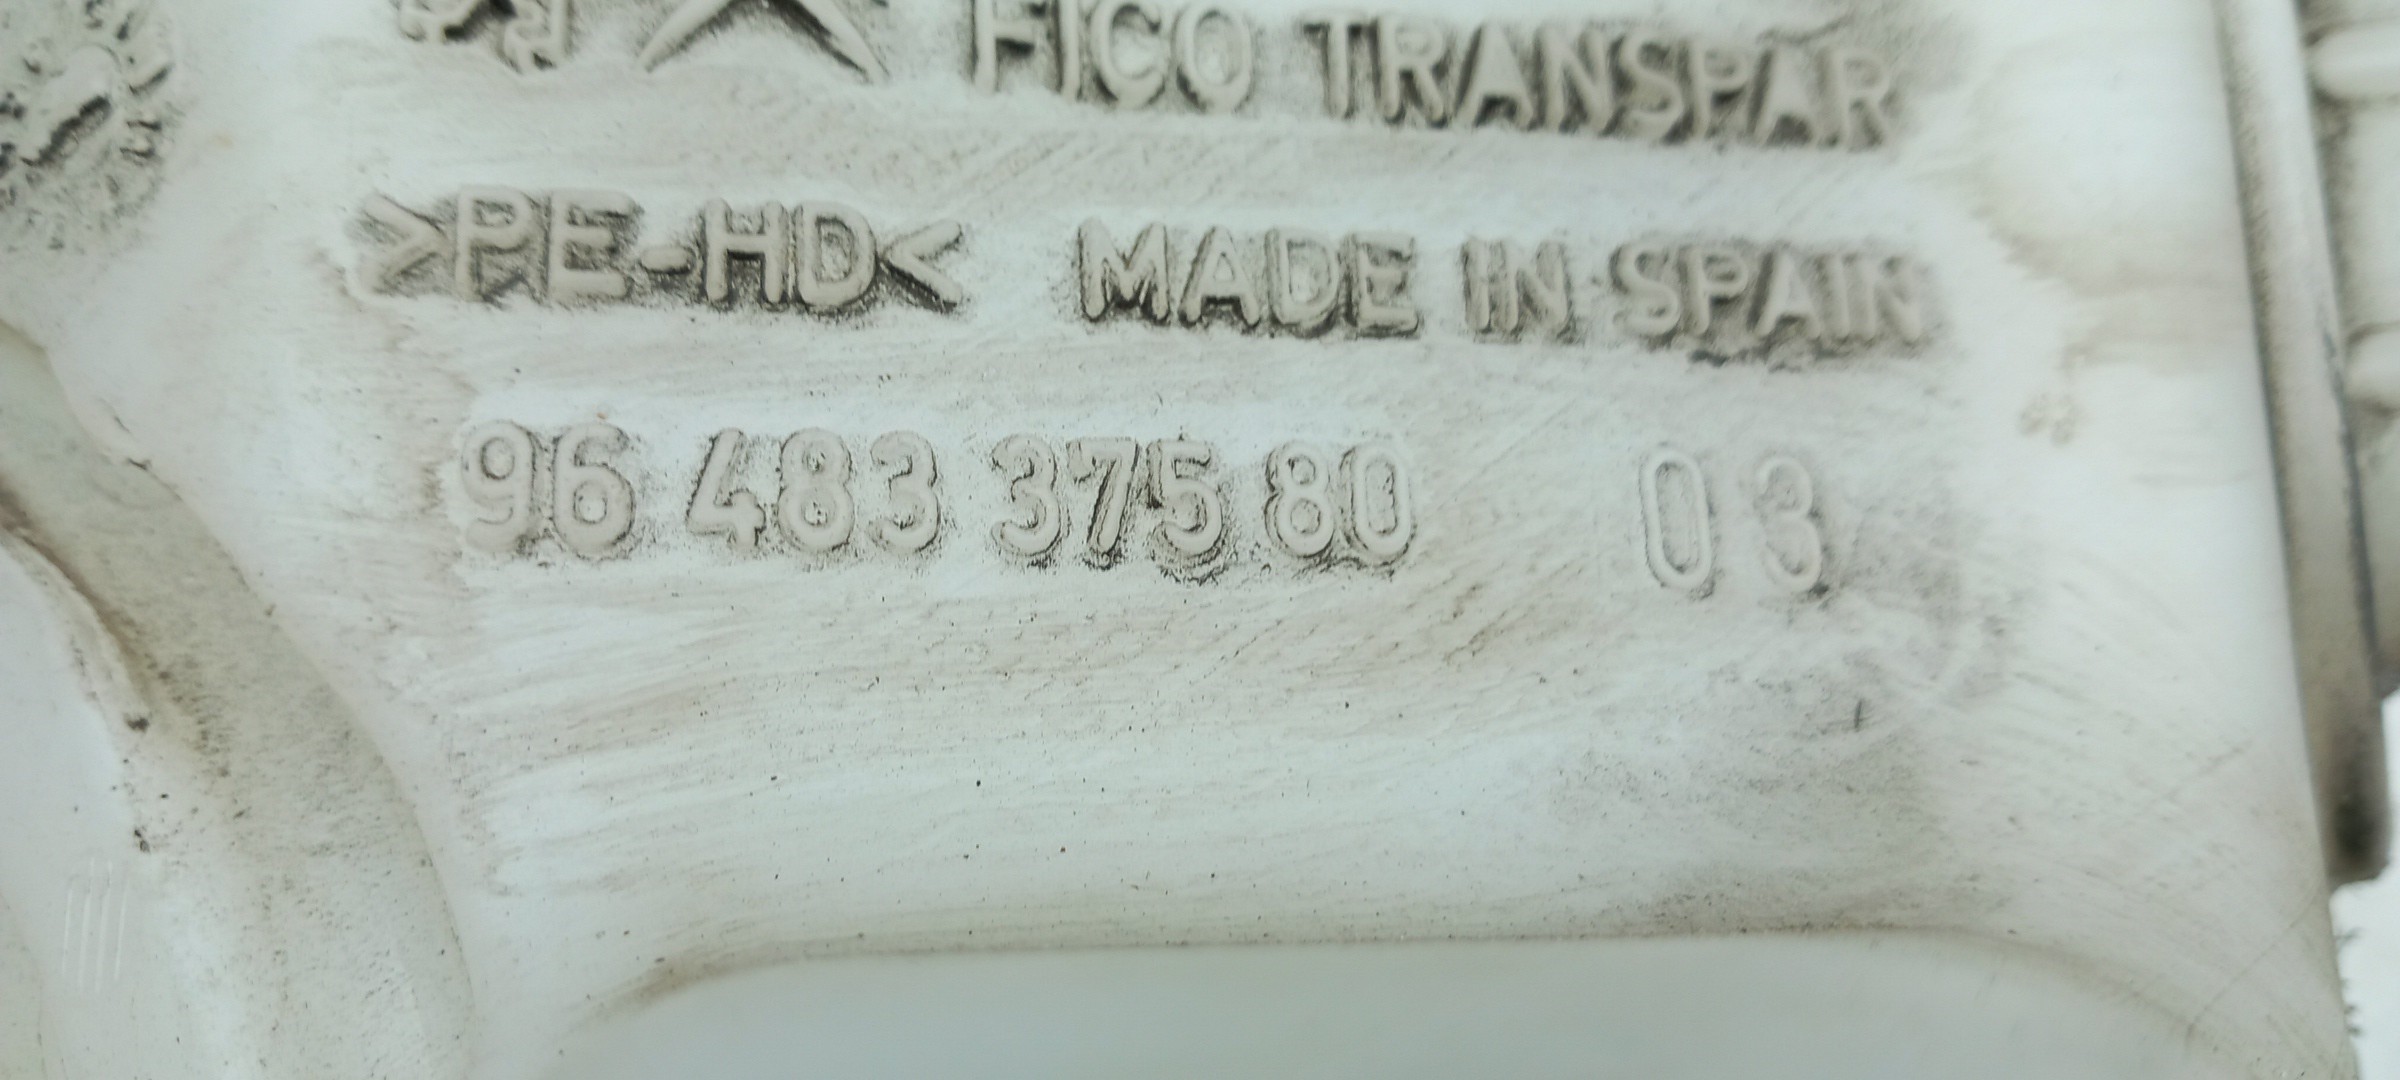 FICO TRANSPAR
>PE-HD< MADE IN SPAIN
96 483 375 80 03